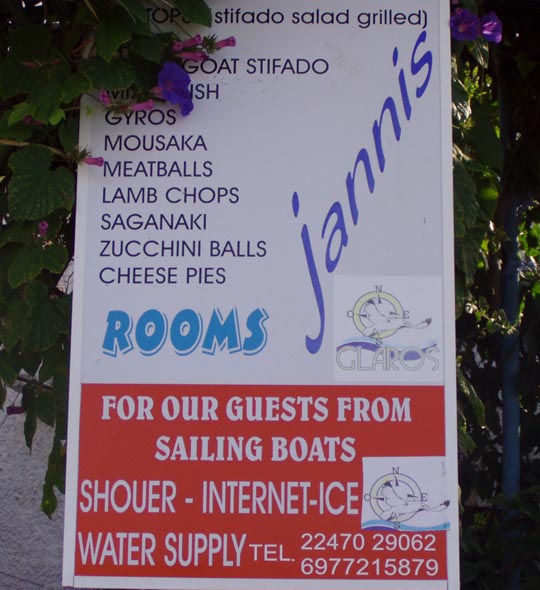 stifado salad grilled)
GOAT STIFADO
GYROS
MOUSAKA
MEATBALLS
LAMB CHOPS
SAGANAKI
ZUCCHINI BALLS
CHEESE PIES
jannis
ROOMS
N
O E
S
GLAROS
FOR OUR GUESTS FROM
SAILING BOATS
SHOUER - INTERNET-ICE
N
O E
S
WATER SUPPLY TEL. 22470 29062
6977215879